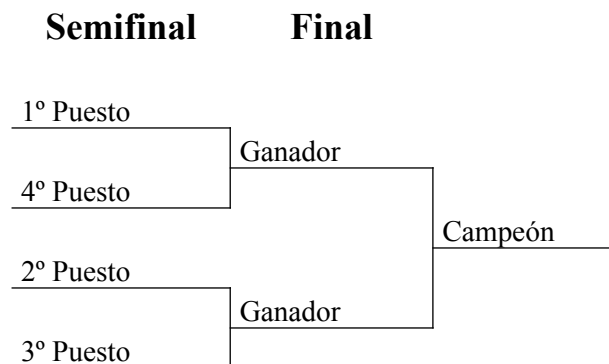 Semifinal Final
1º Puesto
Ganador
4º Puesto
Campeón
2º Puesto
Ganador
3º Puesto